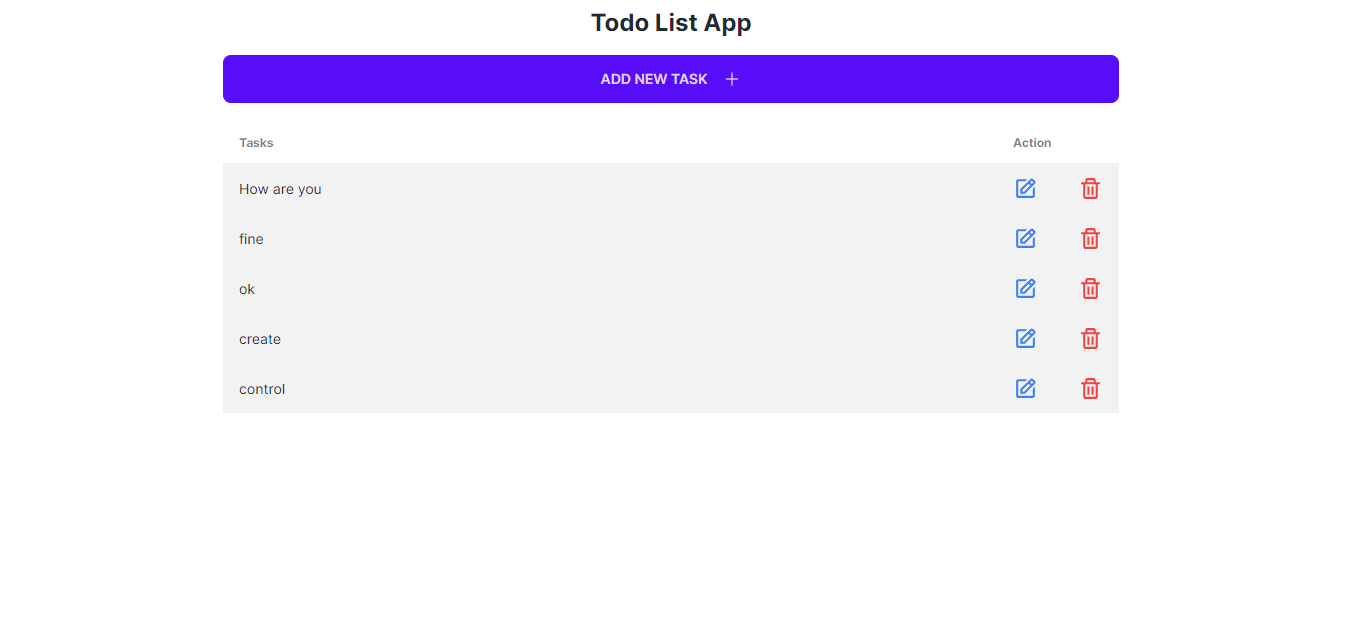 Todo List App
ADD NEW TASK
Tasks Action
How are you
fine
ok
create
control